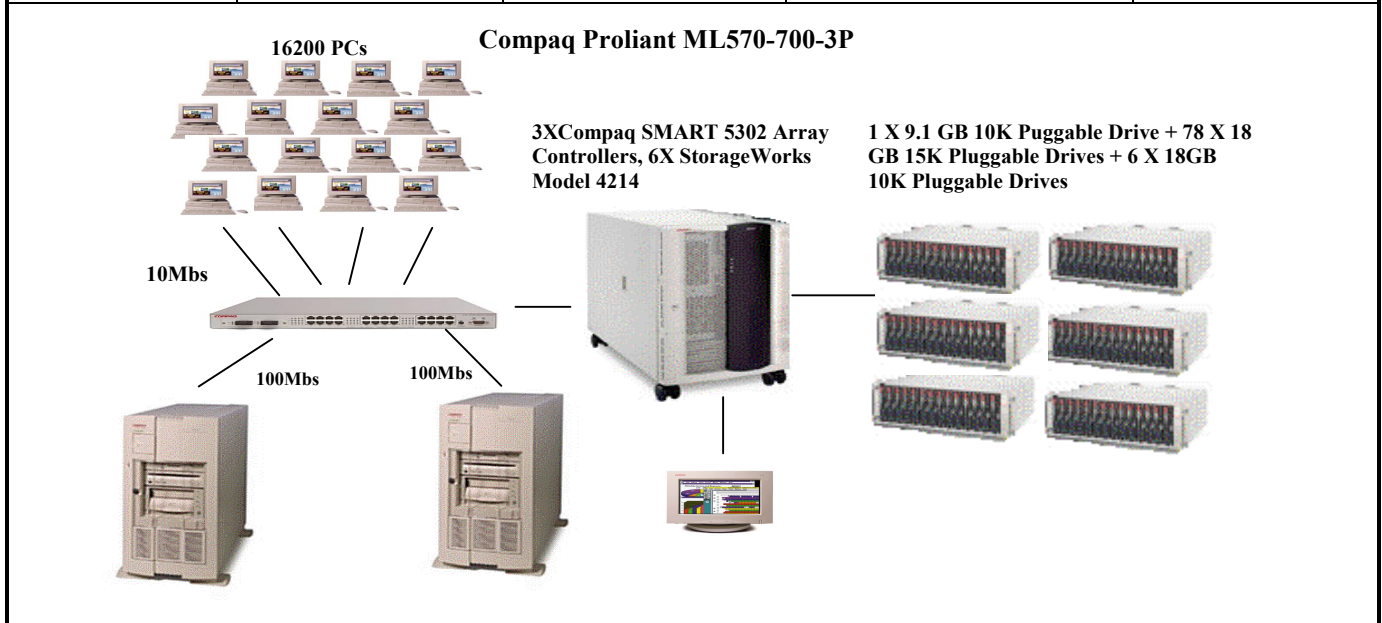 Compaq Proliant ML570-700-3P
16200 PCs
3XCompaq SMART 5302 Array
Controllers, 6X StorageWorks
Model 4214
1 X 9.1 GB 10K Puggable Drive + 78 X 18
GB 15K Pluggable Drives + 6 X 18GB
10K Pluggable Drives
10Mbs
100Mbs
100Mbs